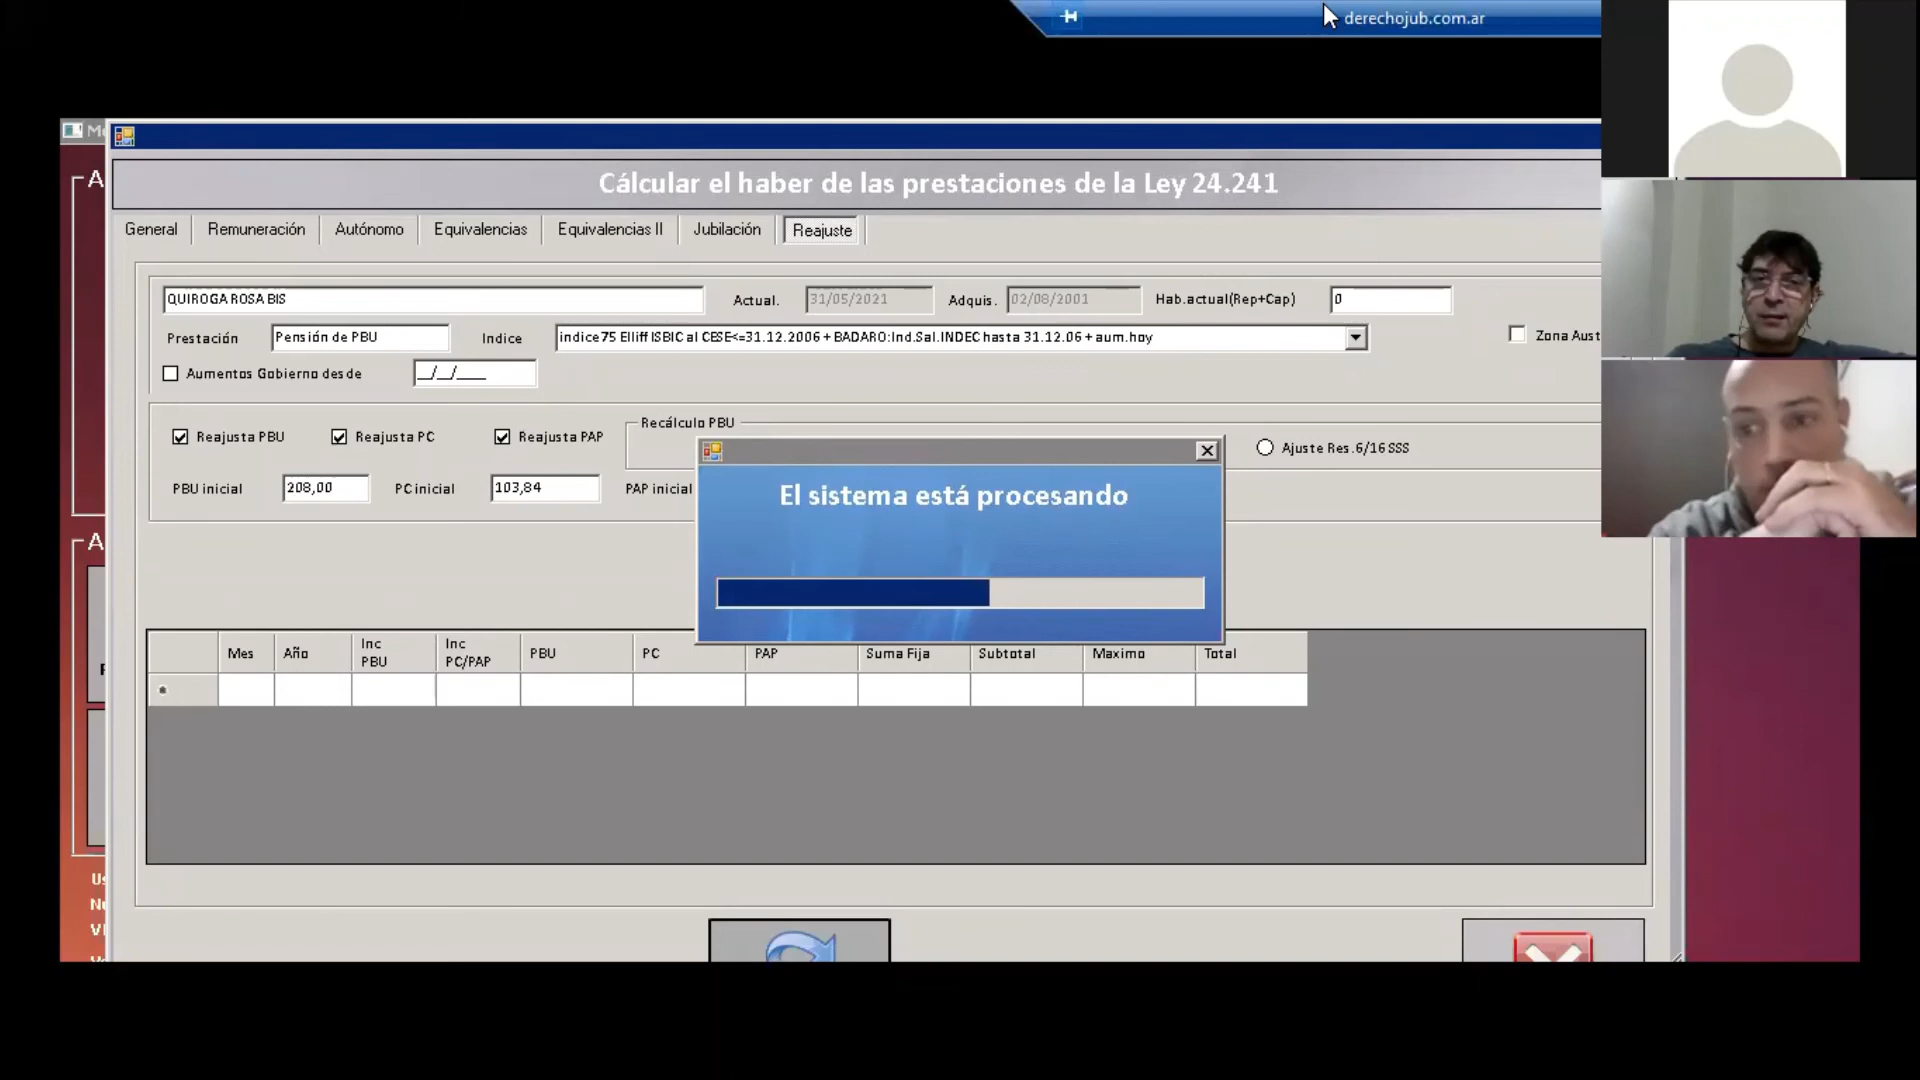 derechojub.com.ar
Cálcular el haber de las prestaciones de la Ley 24.241
General Remuneración Autónomo Equivalencias Equivalencias II Jubilación Reajuste
QUIROGA ROSA BIS Actual. 31/05/2021 Adquis. 02/08/2001 Hab.actual(Rep+Cap) 0
Prestación Pensión de PBU Indice indice75 Elliff ISBIC al CESE<=31.12.2006 + BADARO:Ind.Sal.INDEC hasta 31.12.06 + aum.hoy Zona Aust
Aumentos Gobierno desde __/__/____
Recálculo PBU
Reajusta PBU Reajusta PC Reajusta PAP Ajuste Res.6/16 SSS
PBU inicial 208,00 PC inicial 103,84 PAP inicial
El sistema está procesando
Mes Año Inc PBU Inc PC/PAP PBU PC PAP Suma Fija Subtotal Maximo Total